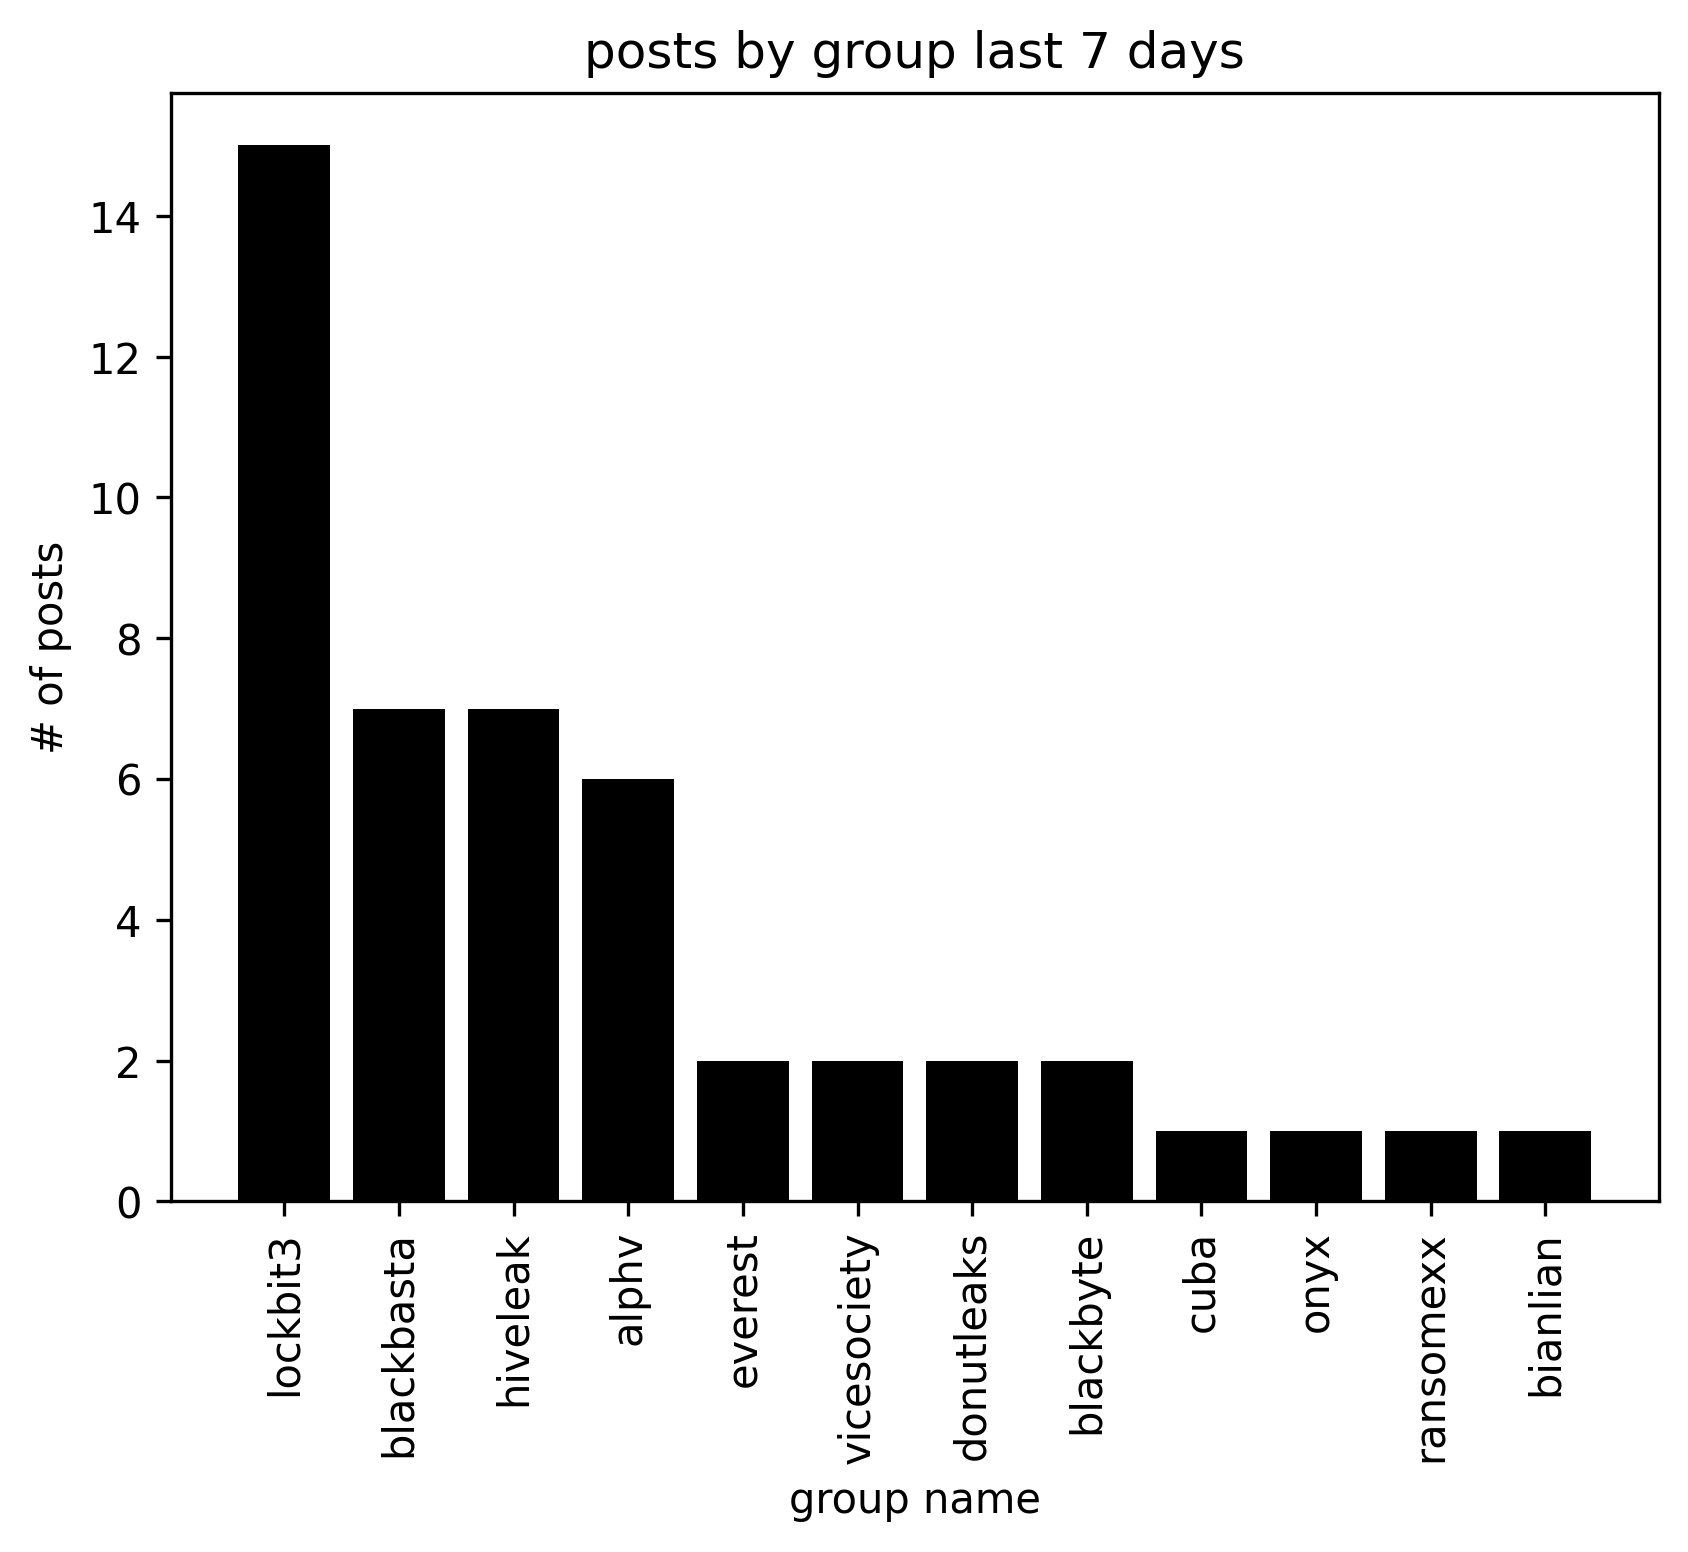 posts by group last 7 days
# of posts
14
12
10
8
6
4
2
0
lockbit3
blackbasta
hiveleak
alphv
everest
vicesociety
donutleaks
blackbyte
cuba
onyx
ransomexx
bianlian
group name